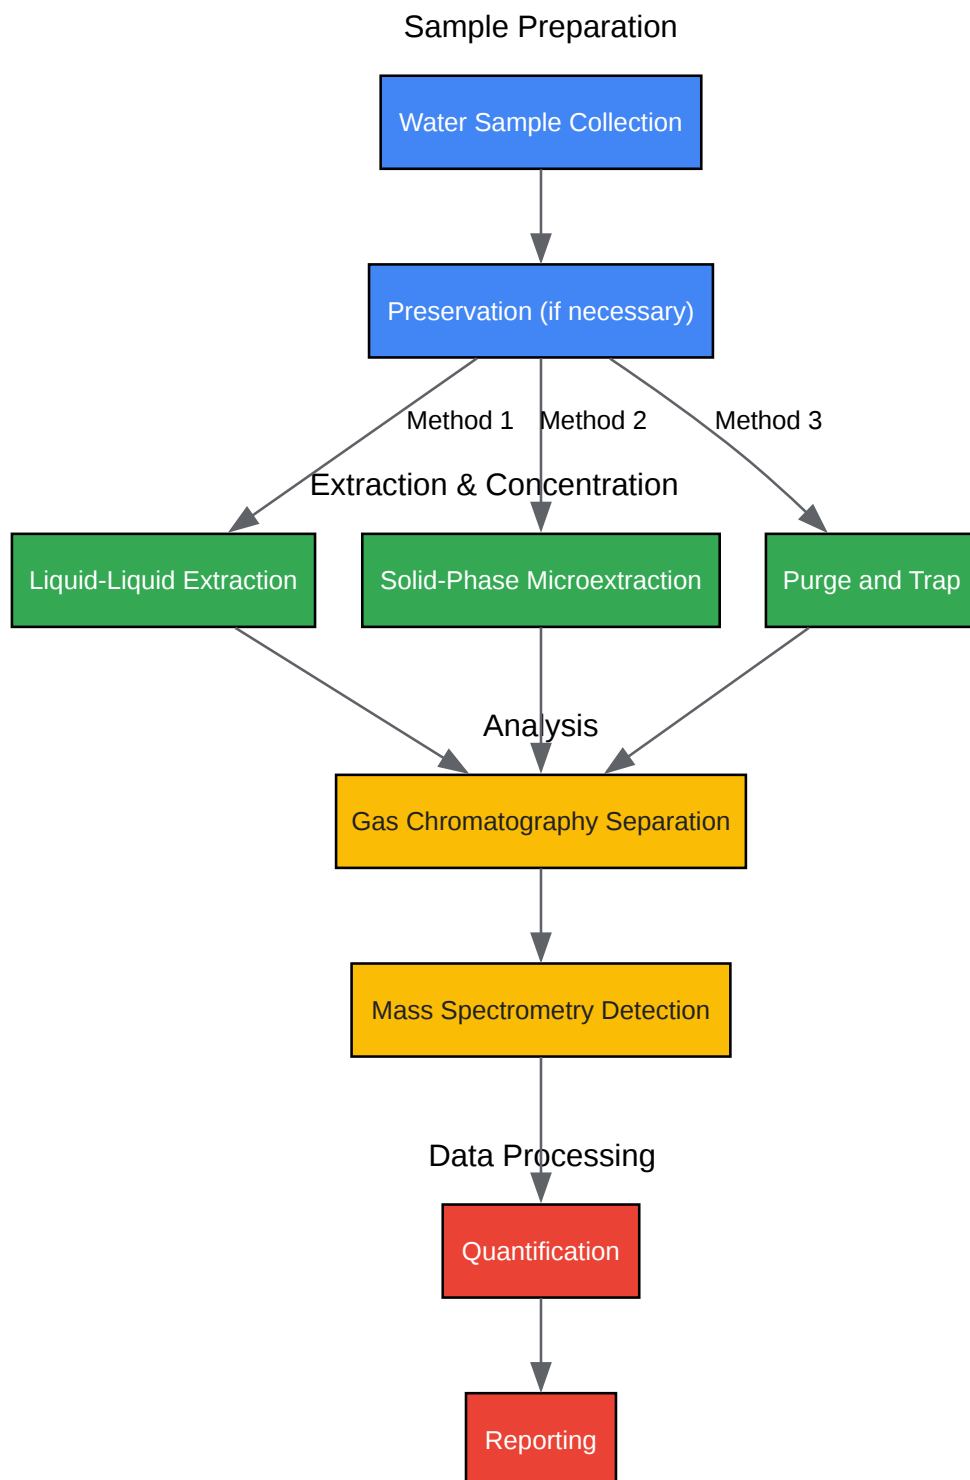 Sample Preparation
Water Sample Collection
Preservation (if necessary)
Method 1
Method 2
Method 3
Extraction & Concentration
Liquid-Liquid Extraction
Solid-Phase Microextraction
Purge and Trap
Analysis
Gas Chromatography Separation
Mass Spectrometry Detection
Data Processing
Quantification
Reporting